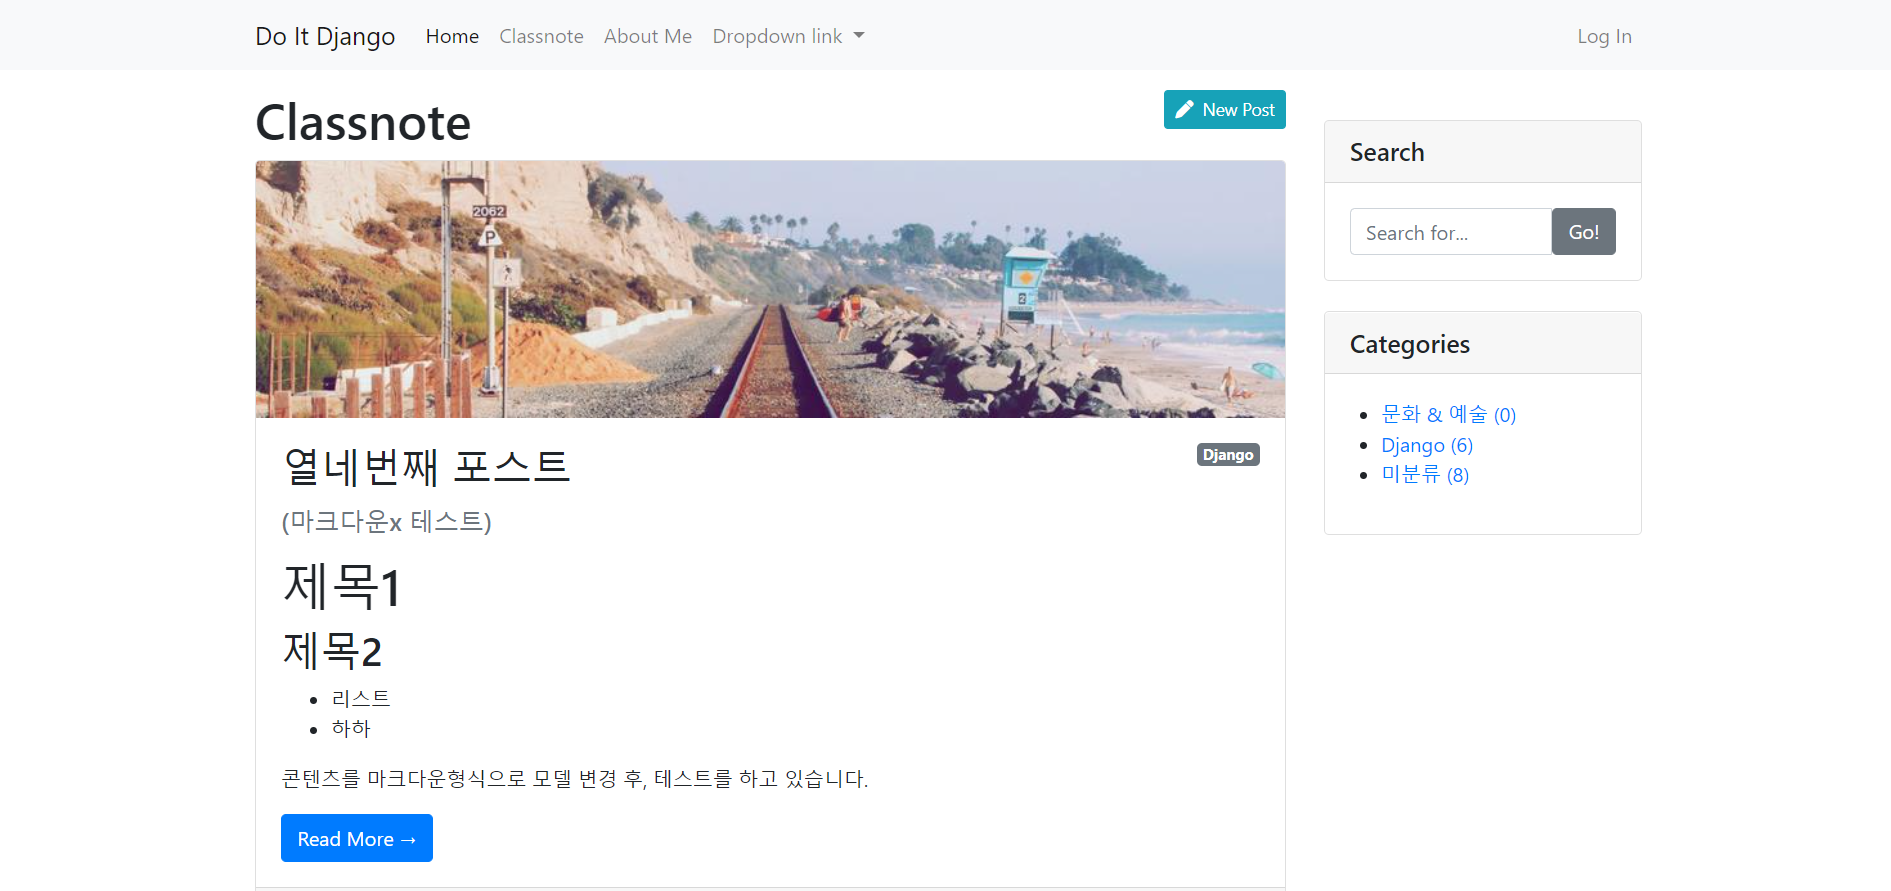 Do It Django Home Classnote About Me Dropdown link Log In
Classnote
New Post
2062
P
2
열네번째 포스트
Django
(마크다운x 테스트)
제목1
제목2
리스트
하하
콘텐츠를 마크다운형식으로 모델 변경 후, 테스트를 하고 있습니다.
Read More →
Search
Search for...
Go!
Categories
문화 & 예술 (0)
Django (6)
미분류 (8)